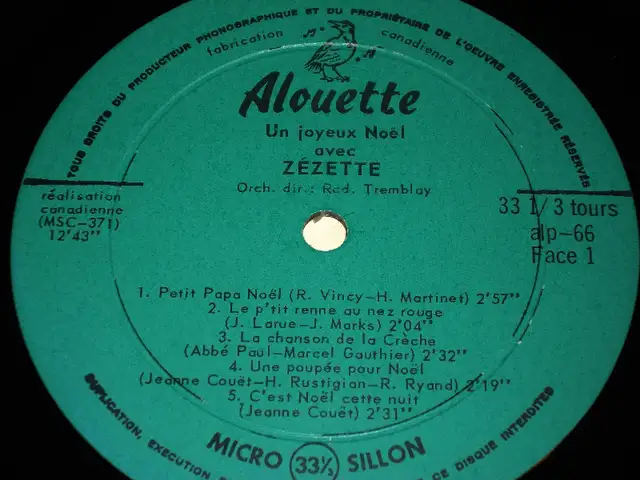 TOUS DROITS DU PRODUCTEUR PHONOGRAPHIQUE ET DU PROPRIÉTAIRE DE L'OEUVRE ENREGISTRÉE RÉSERVÉS
fabrication canadienne
Alouette
Un joyeux Noël
avec
ZÉZETTE
Orch. dir.: Rod. Tremblay
réalisation
canadienne
(MSC-371)
12'43"
33 1/3 tours
alp-66
Face 1
1. Petit Papa Noël (R. Vincy-H. Martinet) 2'57"
2. Le p'tit renne au nez rouge
(J. Larue-J. Marks) 2'04"
3. La chanson de la Crèche
(Abbé Paul-Marcel Gauthier) 2'32"
4. Une poupée pour Noël
(Jeanne Couët-H. Rustigian-R. Ryand) 2'19"
5. C'est Noël cette nuit
(Jeanne Couët) 2'31"
MICRO 33⅓ SILLON
DUPLICATION, EXECUTION CE DISQUE INTERDITES